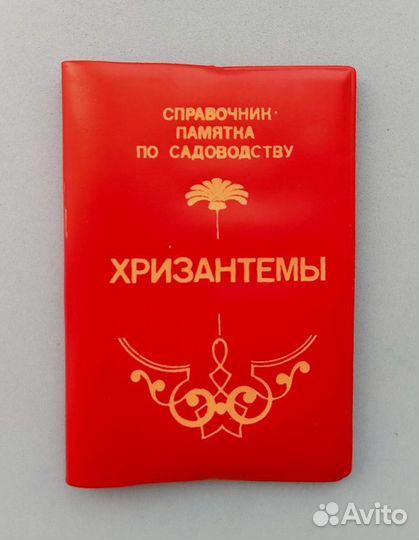 СПРАВОЧНИК·
ПАМЯТКА
ПО САДОВОДСТВУ
ХРИЗАНТЕМЫ
Avito